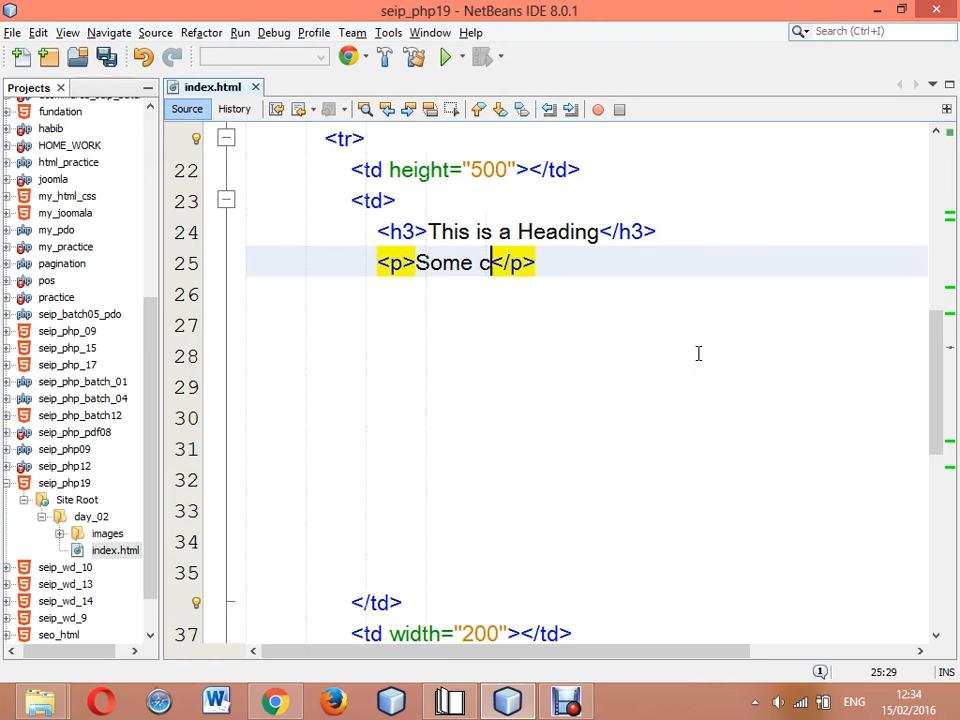 seip_php19 - NetBeans IDE 8.0.1
File Edit View Navigate Source Refactor Run Debug Profile Team Tools Window Help
Search (Ctrl+I)
Projects
index.html
Source History
fundation
habib
HOME_WORK
html_practice
joomla
my_html_css
my_joomala
my_pdo
my_practice
pagination
pos
practice
seip_batch05_pdo
seip_php_09
seip_php_15
seip_php_17
seip_php_batch_01
seip_php_batch_04
seip_php_batch12
seip_php_pdf08
seip_php09
seip_php12
seip_php19
Site Root
day_02
images
index.html
seip_wd_10
seip_wd_13
seip_wd_14
seip_wd_9
seo_html
<tr>
22 <td height="500"></td>
23 <td>
24 <h3>This is a Heading</h3>
25 <p>Some c</p>
26
27
28
29
30
31
32
33
34
35
</td>
37 <td width="200"></td>
25:29 INS
ENG
12:34
15/02/2016